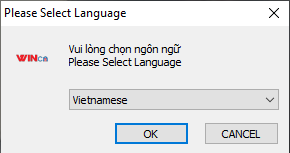 Please Select Language
Vui lòng chọn ngôn ngữ
WINca
Please Select Language
Vietnamese
OK CANCEL